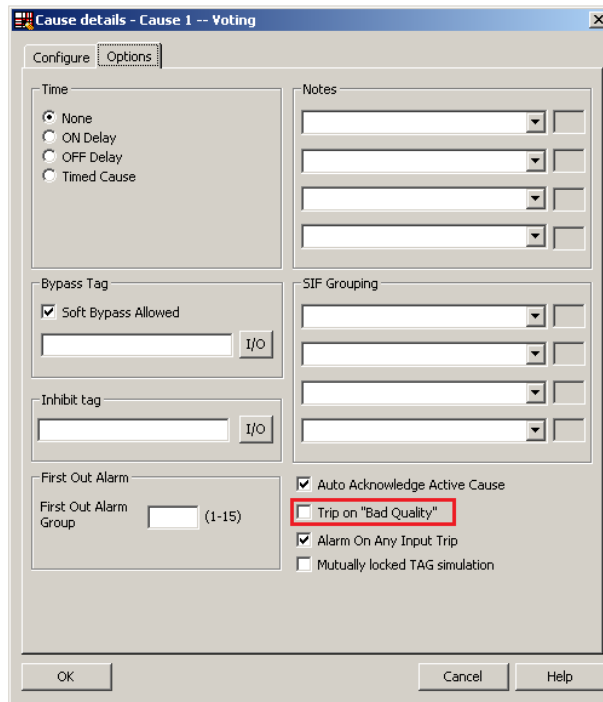 Cause details - Cause 1 -- Voting
Configure
Options
Time
None
ON Delay
OFF Delay
Timed Cause
Notes
Bypass Tag
Soft Bypass Allowed
I/O
SIF Grouping
Inhibit tag
I/O
First Out Alarm
First Out Alarm
Group
(1-15)
Auto Acknowledge Active Cause
Trip on "Bad Quality"
Alarm On Any Input Trip
Mutually locked TAG simulation
OK
Cancel
Help